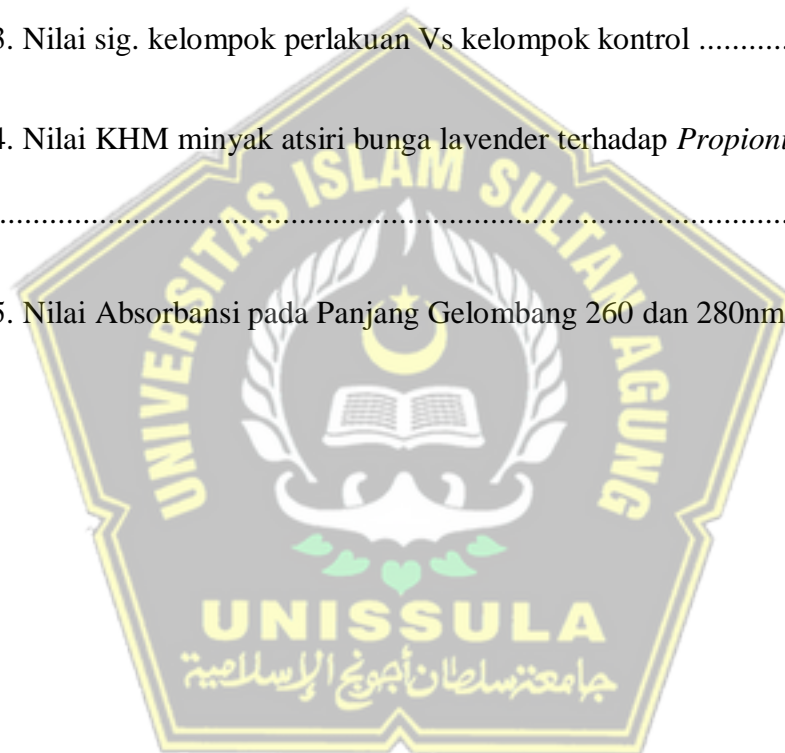 3. Nilai sig. kelompok perlakuan Vs kelompok kontrol ............
4. Nilai KHM minyak atsiri bunga lavender terhadap Propioni
................................................................................
5. Nilai Absorbansi pada Panjang Gelombang 260 dan 280nm
UNIVERSITAS ISLAM SULTAN AGUNG
UNISSULA
جامعة سلطان أجونج الإسلامية